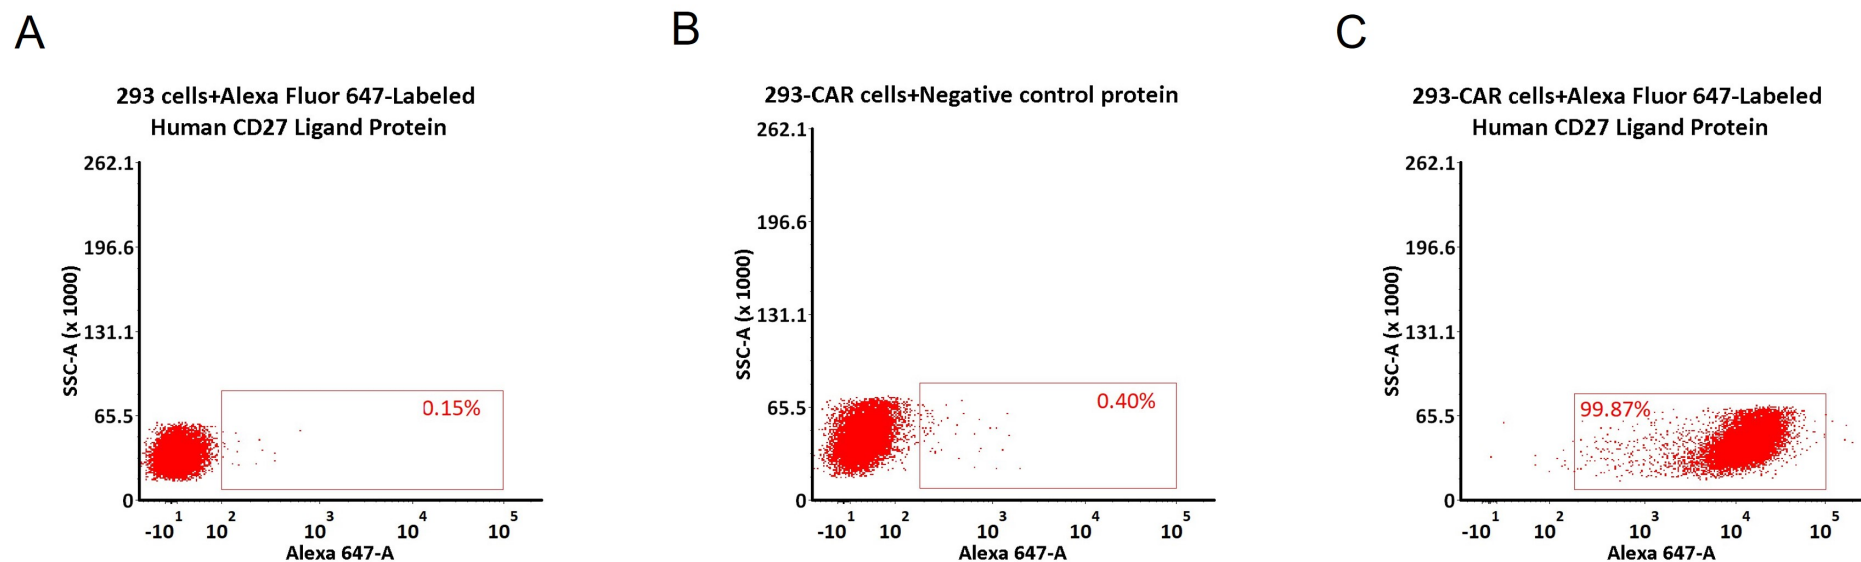 A
293 cells+Alexa Fluor 647-Labeled
Human CD27 Ligand Protein
262.1
196.6
131.1
65.5
0
SSC-A (x 1000)
0.15%
-10^1 10^2 10^3 10^4 10^5
Alexa 647-A
B
293-CAR cells+Negative control protein
262.1
196.6
131.1
65.5
0
SSC-A (x 1000)
0.40%
-10^1 10^2 10^3 10^4 10^5
Alexa 647-A
C
293-CAR cells+Alexa Fluor 647-Labeled
Human CD27 Ligand Protein
262.1
196.6
131.1
65.5
0
SSC-A (x 1000)
99.87%
-10^1 10^2 10^3 10^4 10^5
Alexa 647-A